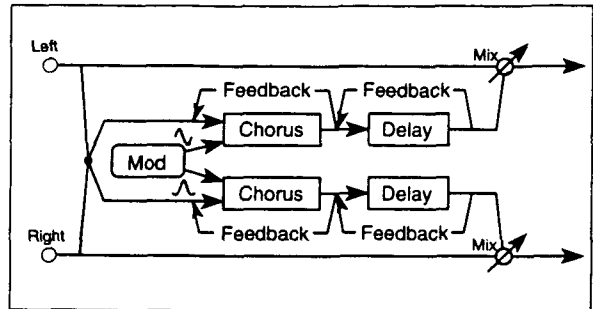 Left
Mix
Feedback Feedback
Chorus Delay
Mod
Chorus Delay
Feedback Feedback
Right
Mix